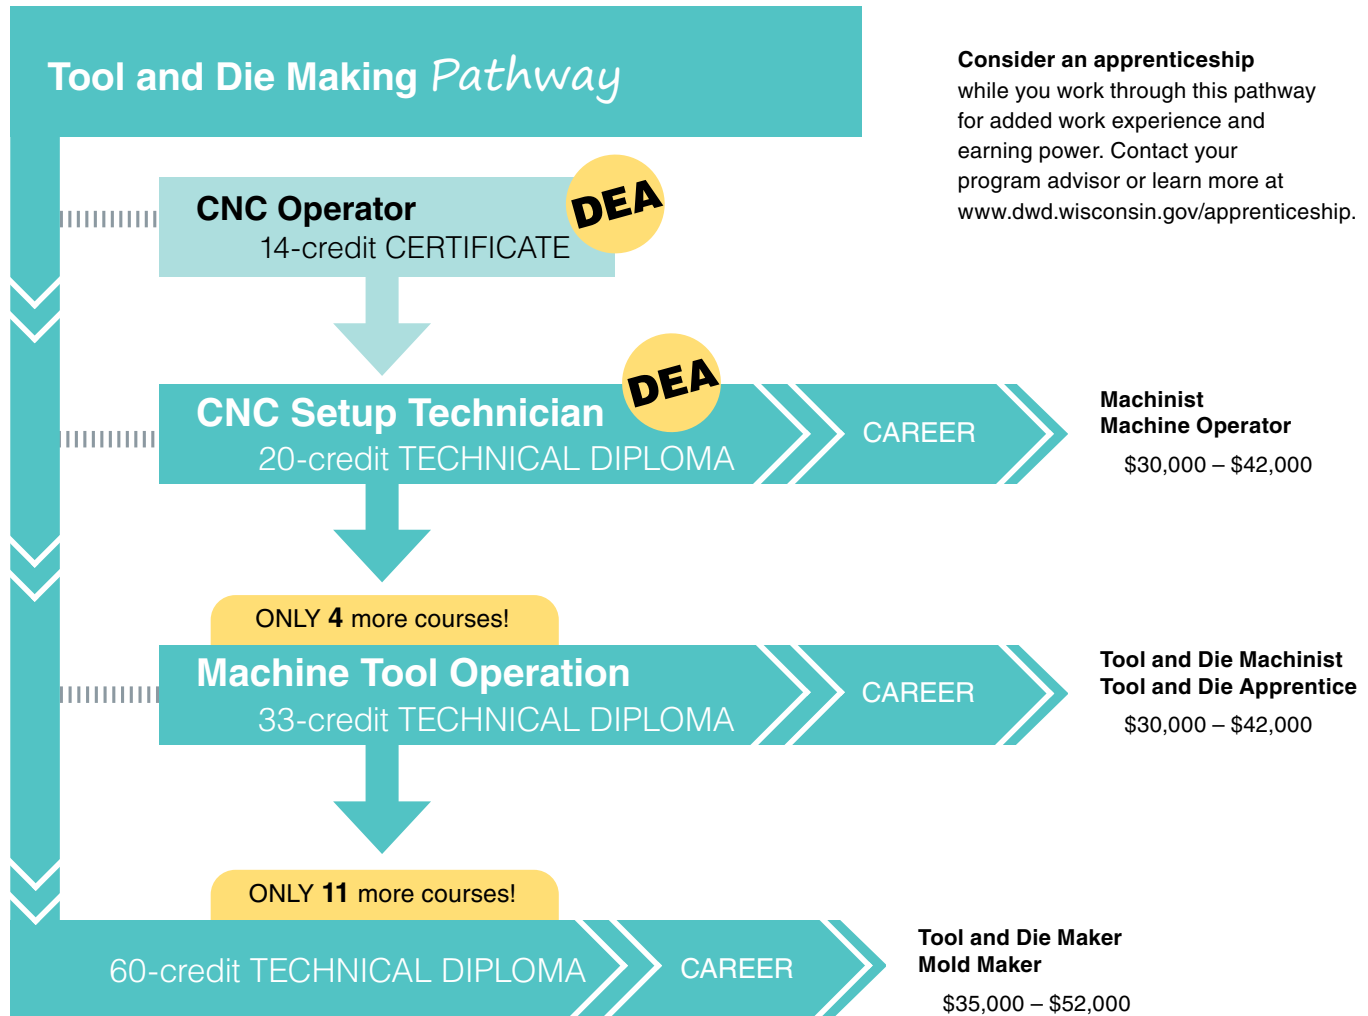 Tool and Die Making Pathway
Consider an apprenticeship
while you work through this pathway
for added work experience and
earning power. Contact your
program advisor or learn more at
www.dwd.wisconsin.gov/apprenticeship.
CNC Operator
14-credit CERTIFICATE
DEA
CNC Setup Technician
20-credit TECHNICAL DIPLOMA
DEA
CAREER
Machinist
Machine Operator
$30,000 – $42,000
ONLY 4 more courses!
Machine Tool Operation
33-credit TECHNICAL DIPLOMA
CAREER
Tool and Die Machinist
Tool and Die Apprentice
$30,000 – $42,000
ONLY 11 more courses!
60-credit TECHNICAL DIPLOMA
CAREER
Tool and Die Maker
Mold Maker
$35,000 – $52,000